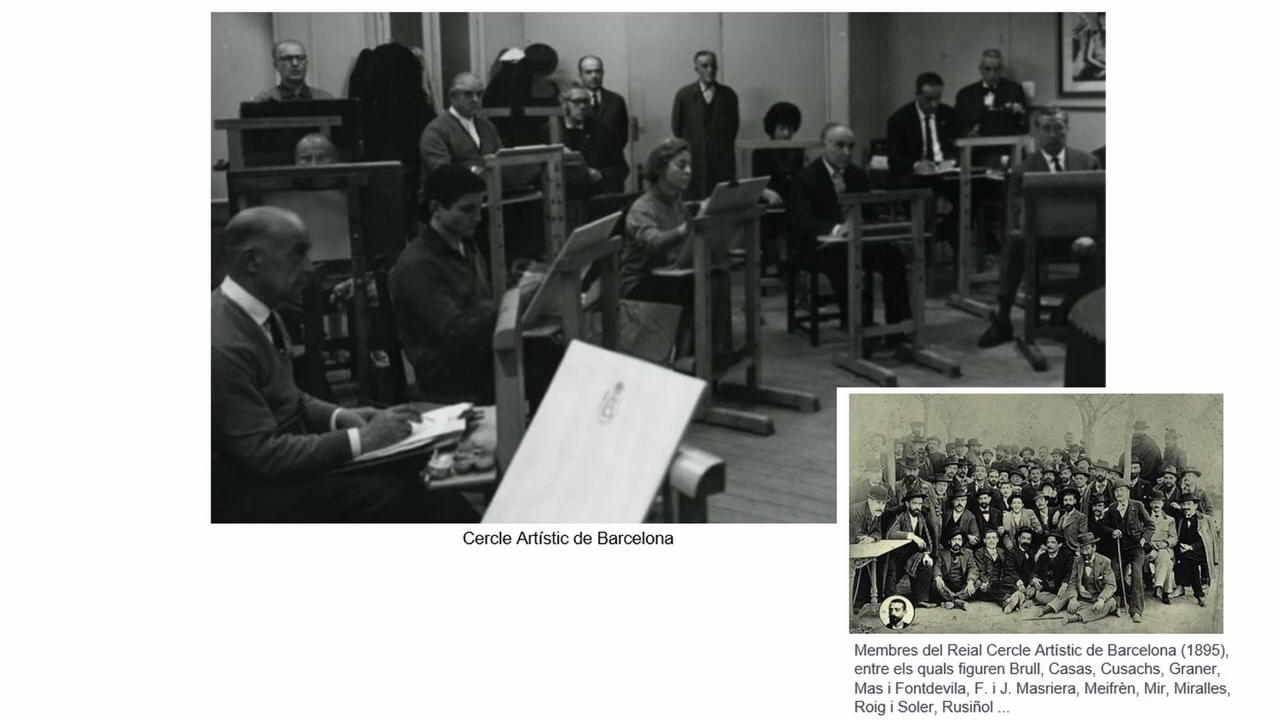 Cercle Artístic de Barcelona
Membres del Reial Cercle Artístic de Barcelona (1895),
entre els quals figuren Brull, Casas, Cusachs, Graner,
Mas i Fontdevila, F. i J. Masriera, Meifrèn, Mir, Miralles,
Roig i Soler, Rusiñol ...